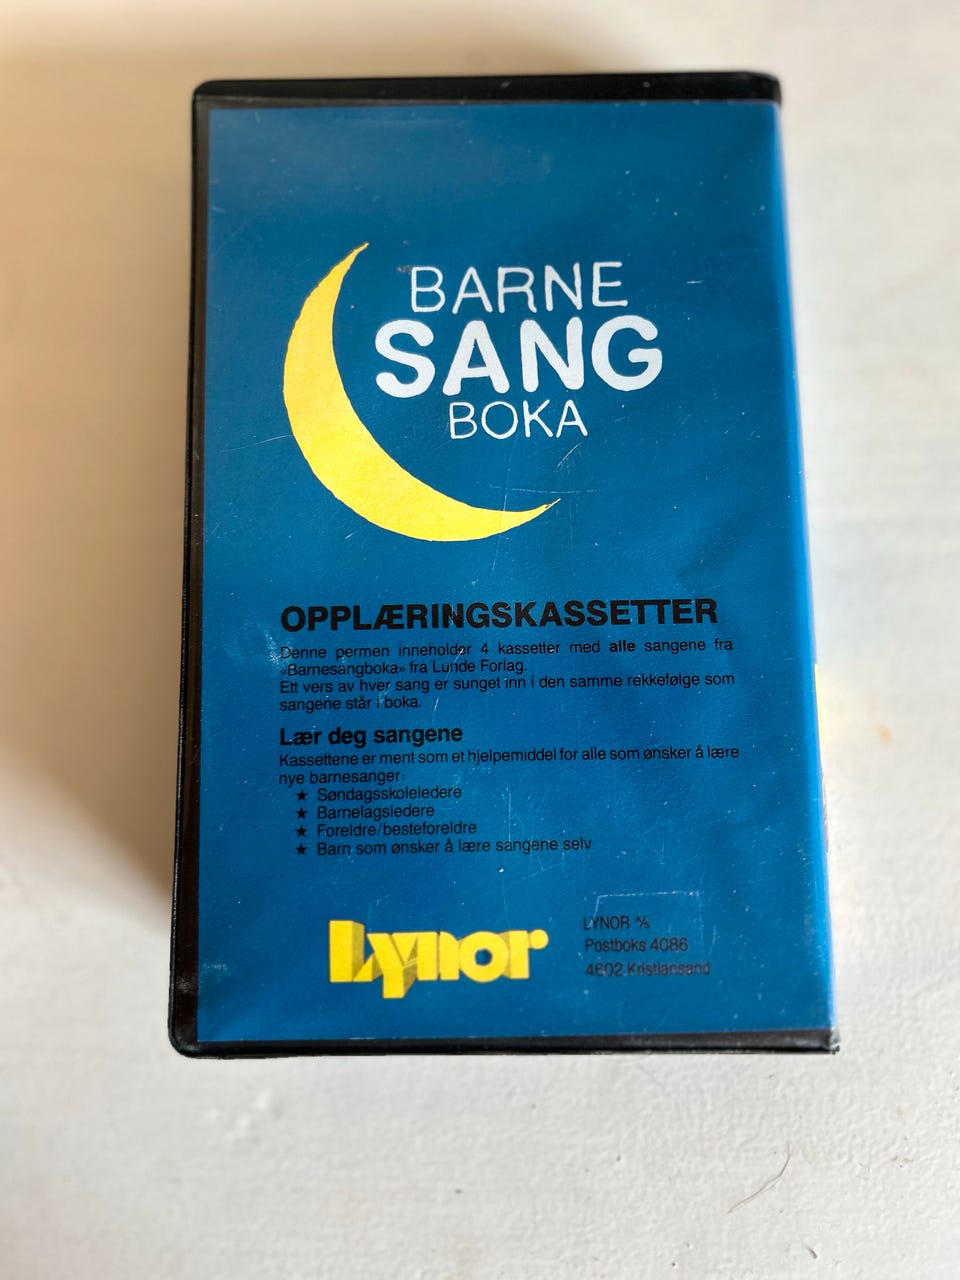 BARNE
SANG
BOKA
OPPLÆRINGSKASSETTER
Denne permen inneholder 4 kassetter med alle sangene fra
«Barnesangboka» fra Lunde Forlag.
Ett vers av hver sang er sunget inn i den samme rekkefølge som
sangene står i boka.
Lær deg sangene
Kassettene er ment som et hjelpemiddel for alle som ønsker å lære
nye barnesanger:
★ Søndagsskoleledere
★ Barnelagsledere
★ Foreldre/besteforeldre
★ Barn som ønsker å lære sangene selv
Lynor
LYNOR A/S
Postboks 4086
4602 Kristiansand